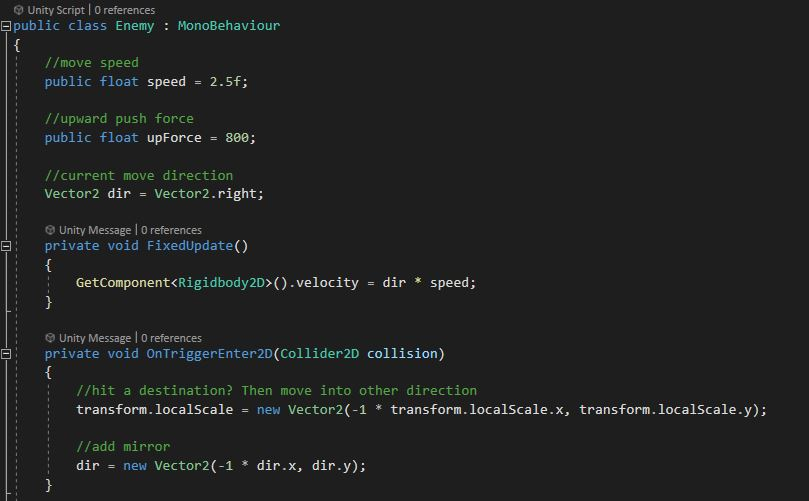 Unity Script | 0 references
public class Enemy : MonoBehaviour
{
//move speed
public float speed = 2.5f;
//upward push force
public float upForce = 800;
//current move direction
Vector2 dir = Vector2.right;
Unity Message | 0 references
private void FixedUpdate()
{
GetComponent<Rigidbody2D>().velocity = dir * speed;
}
Unity Message | 0 references
private void OnTriggerEnter2D(Collider2D collision)
{
//hit a destination? Then move into other direction
transform.localScale = new Vector2(-1 * transform.localScale.x, transform.localScale.y);
//add mirror
dir = new Vector2(-1 * dir.x, dir.y);
}